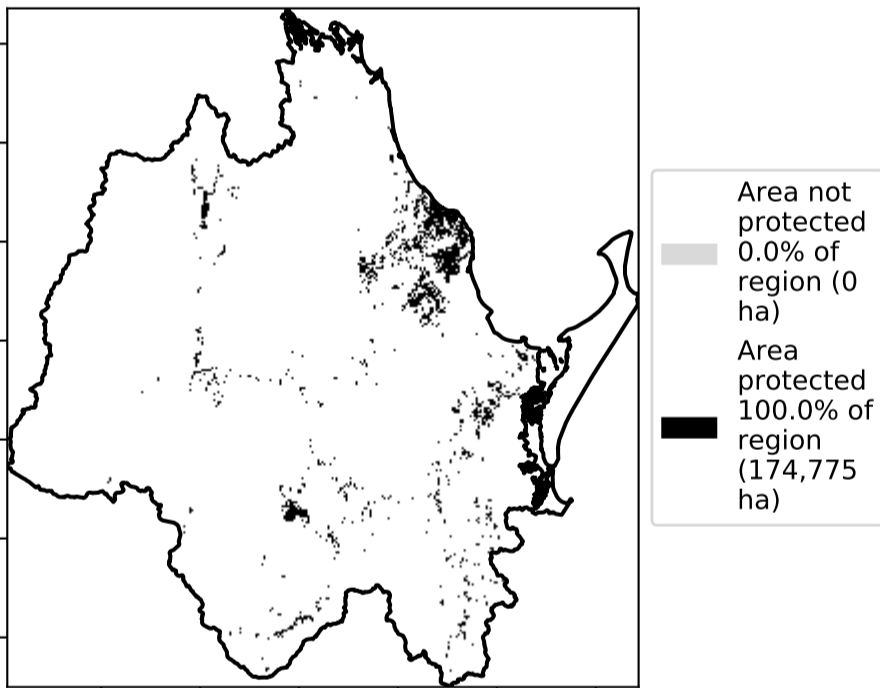 Area not
protected
0.0% of
region (0
ha)
Area
protected
100.0% of
region
(174,775
ha)